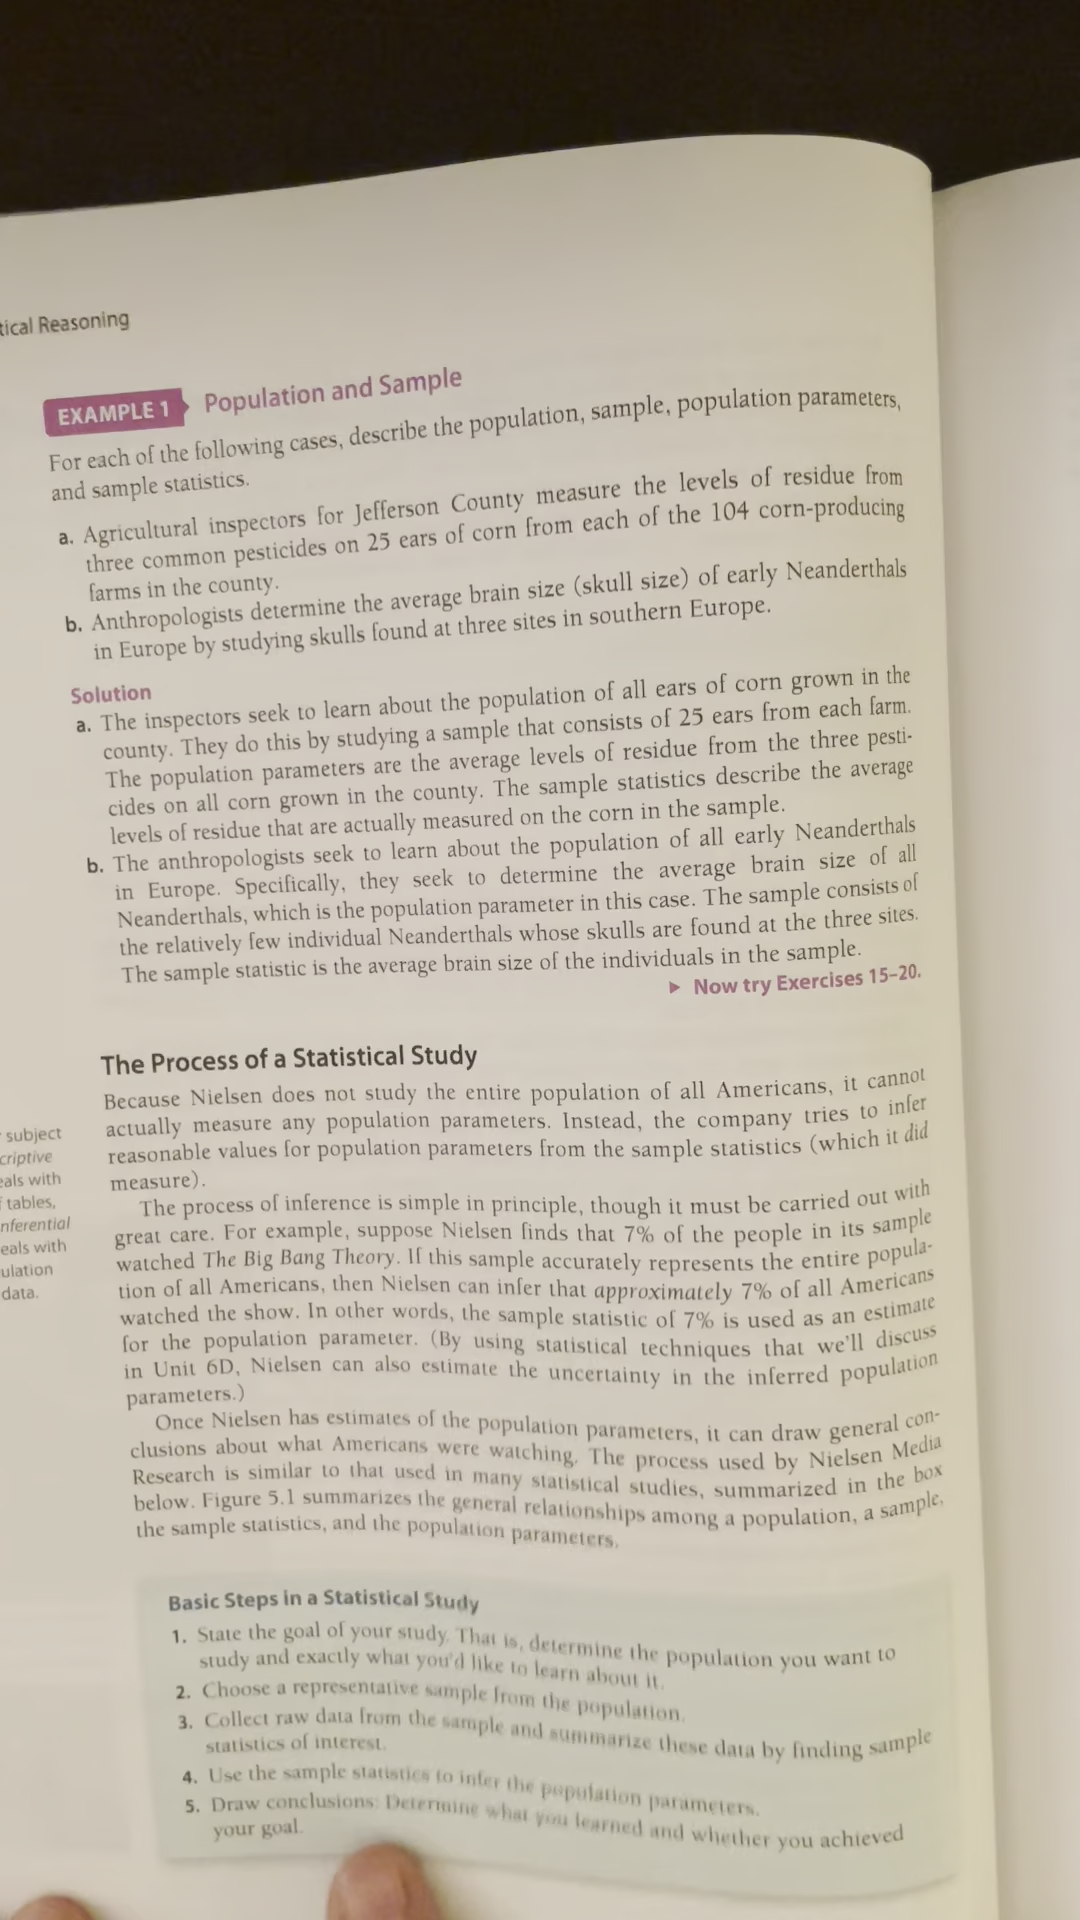 tical Reasoning
EXAMPLE 1 Population and Sample
For each of the following cases, describe the population, sample, population parameters,
and sample statistics.
a. Agricultural inspectors for Jefferson County measure the levels of residue from
three common pesticides on 25 ears of corn from each of the 104 corn-producing
farms in the county.
b. Anthropologists determine the average brain size (skull size) of early Neanderthals
in Europe by studying skulls found at three sites in southern Europe.
Solution
a. The inspectors seek to learn about the population of all ears of corn grown in the
county. They do this by studying a sample that consists of 25 ears from each farm.
The population parameters are the average levels of residue from the three pesti-
cides on all corn grown in the county. The sample statistics describe the average
levels of residue that are actually measured on the corn in the sample.
b. The anthropologists seek to learn about the population of all early Neanderthals
in Europe. Specifically, they seek to determine the average brain size of all
Neanderthals, which is the population parameter in this case. The sample consists of
the relatively few individual Neanderthals whose skulls are found at the three sites.
The sample statistic is the average brain size of the individuals in the sample.
▶ Now try Exercises 15–20.
The Process of a Statistical Study
Because Nielsen does not study the entire population of all Americans, it cannot
actually measure any population parameters. Instead, the company tries to infer
reasonable values for population parameters from the sample statistics (which it did
measure).
The process of inference is simple in principle, though it must be carried out with
great care. For example, suppose Nielsen finds that 7% of the people in its sample
watched The Big Bang Theory. If this sample accurately represents the entire popula-
tion of all Americans, then Nielsen can infer that approximately 7% of all Americans
watched the show. In other words, the sample statistic of 7% is used as an estimate
for the population parameter. (By using statistical techniques that we'll discuss
in Unit 6D, Nielsen can also estimate the uncertainty in the inferred population
parameters.)
Once Nielsen has estimates of the population parameters, it can draw general con-
clusions about what Americans were watching. The process used by Nielsen Media
Research is similar to that used in many statistical studies, summarized in the box
below. Figure 5.1 summarizes the general relationships among a population, a sample,
the sample statistics, and the population parameters.
subject
criptive
eals with
f tables,
nferential
eals with
ulation
data.
Basic Steps in a Statistical Study
1. State the goal of your study. That is, determine the population you want to
study and exactly what you'd like to learn about it.
2. Choose a representative sample from the population.
3. Collect raw data from the sample and summarize these data by finding sample
statistics of interest.
4. Use the sample statistics to infer the population parameters.
5. Draw conclusions: Determine what you learned and whether you achieved
your goal.